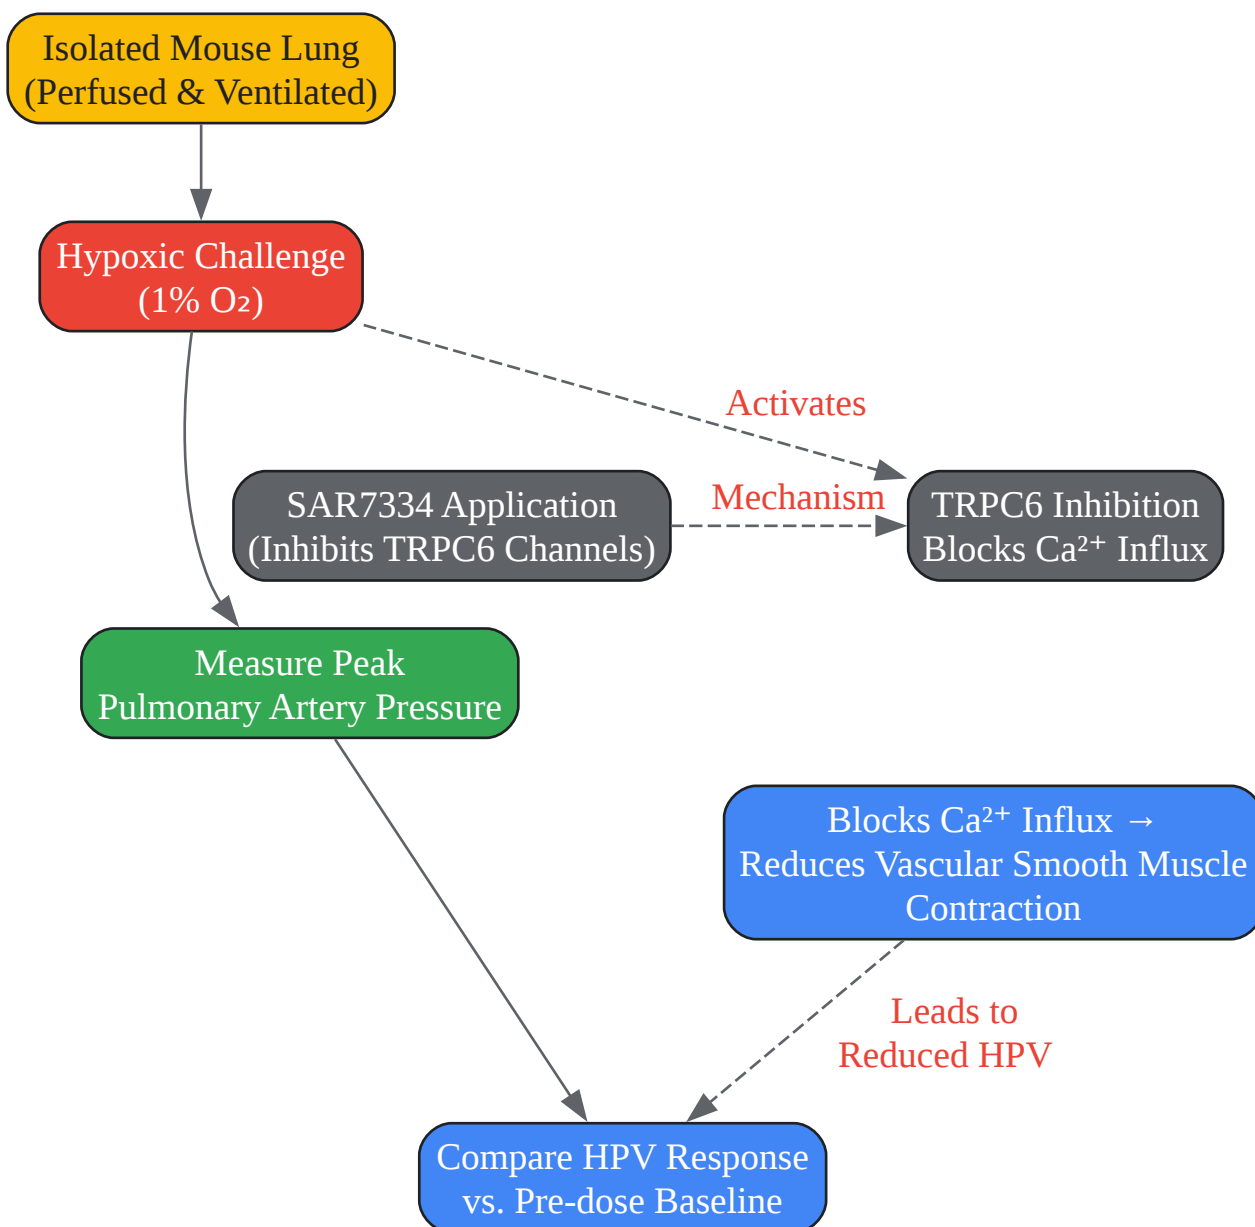 Isolated Mouse Lung
(Perfused & Ventilated)
Hypoxic Challenge
(1% O₂)
Activates
SAR7334 Application
(Inhibits TRPC6 Channels)
Mechanism
TRPC6 Inhibition
Blocks Ca²⁺ Influx
Measure Peak
Pulmonary Artery Pressure
Blocks Ca²⁺ Influx →
Reduces Vascular Smooth Muscle
Contraction
Leads to
Reduced HPV
Compare HPV Response
vs. Pre-dose Baseline